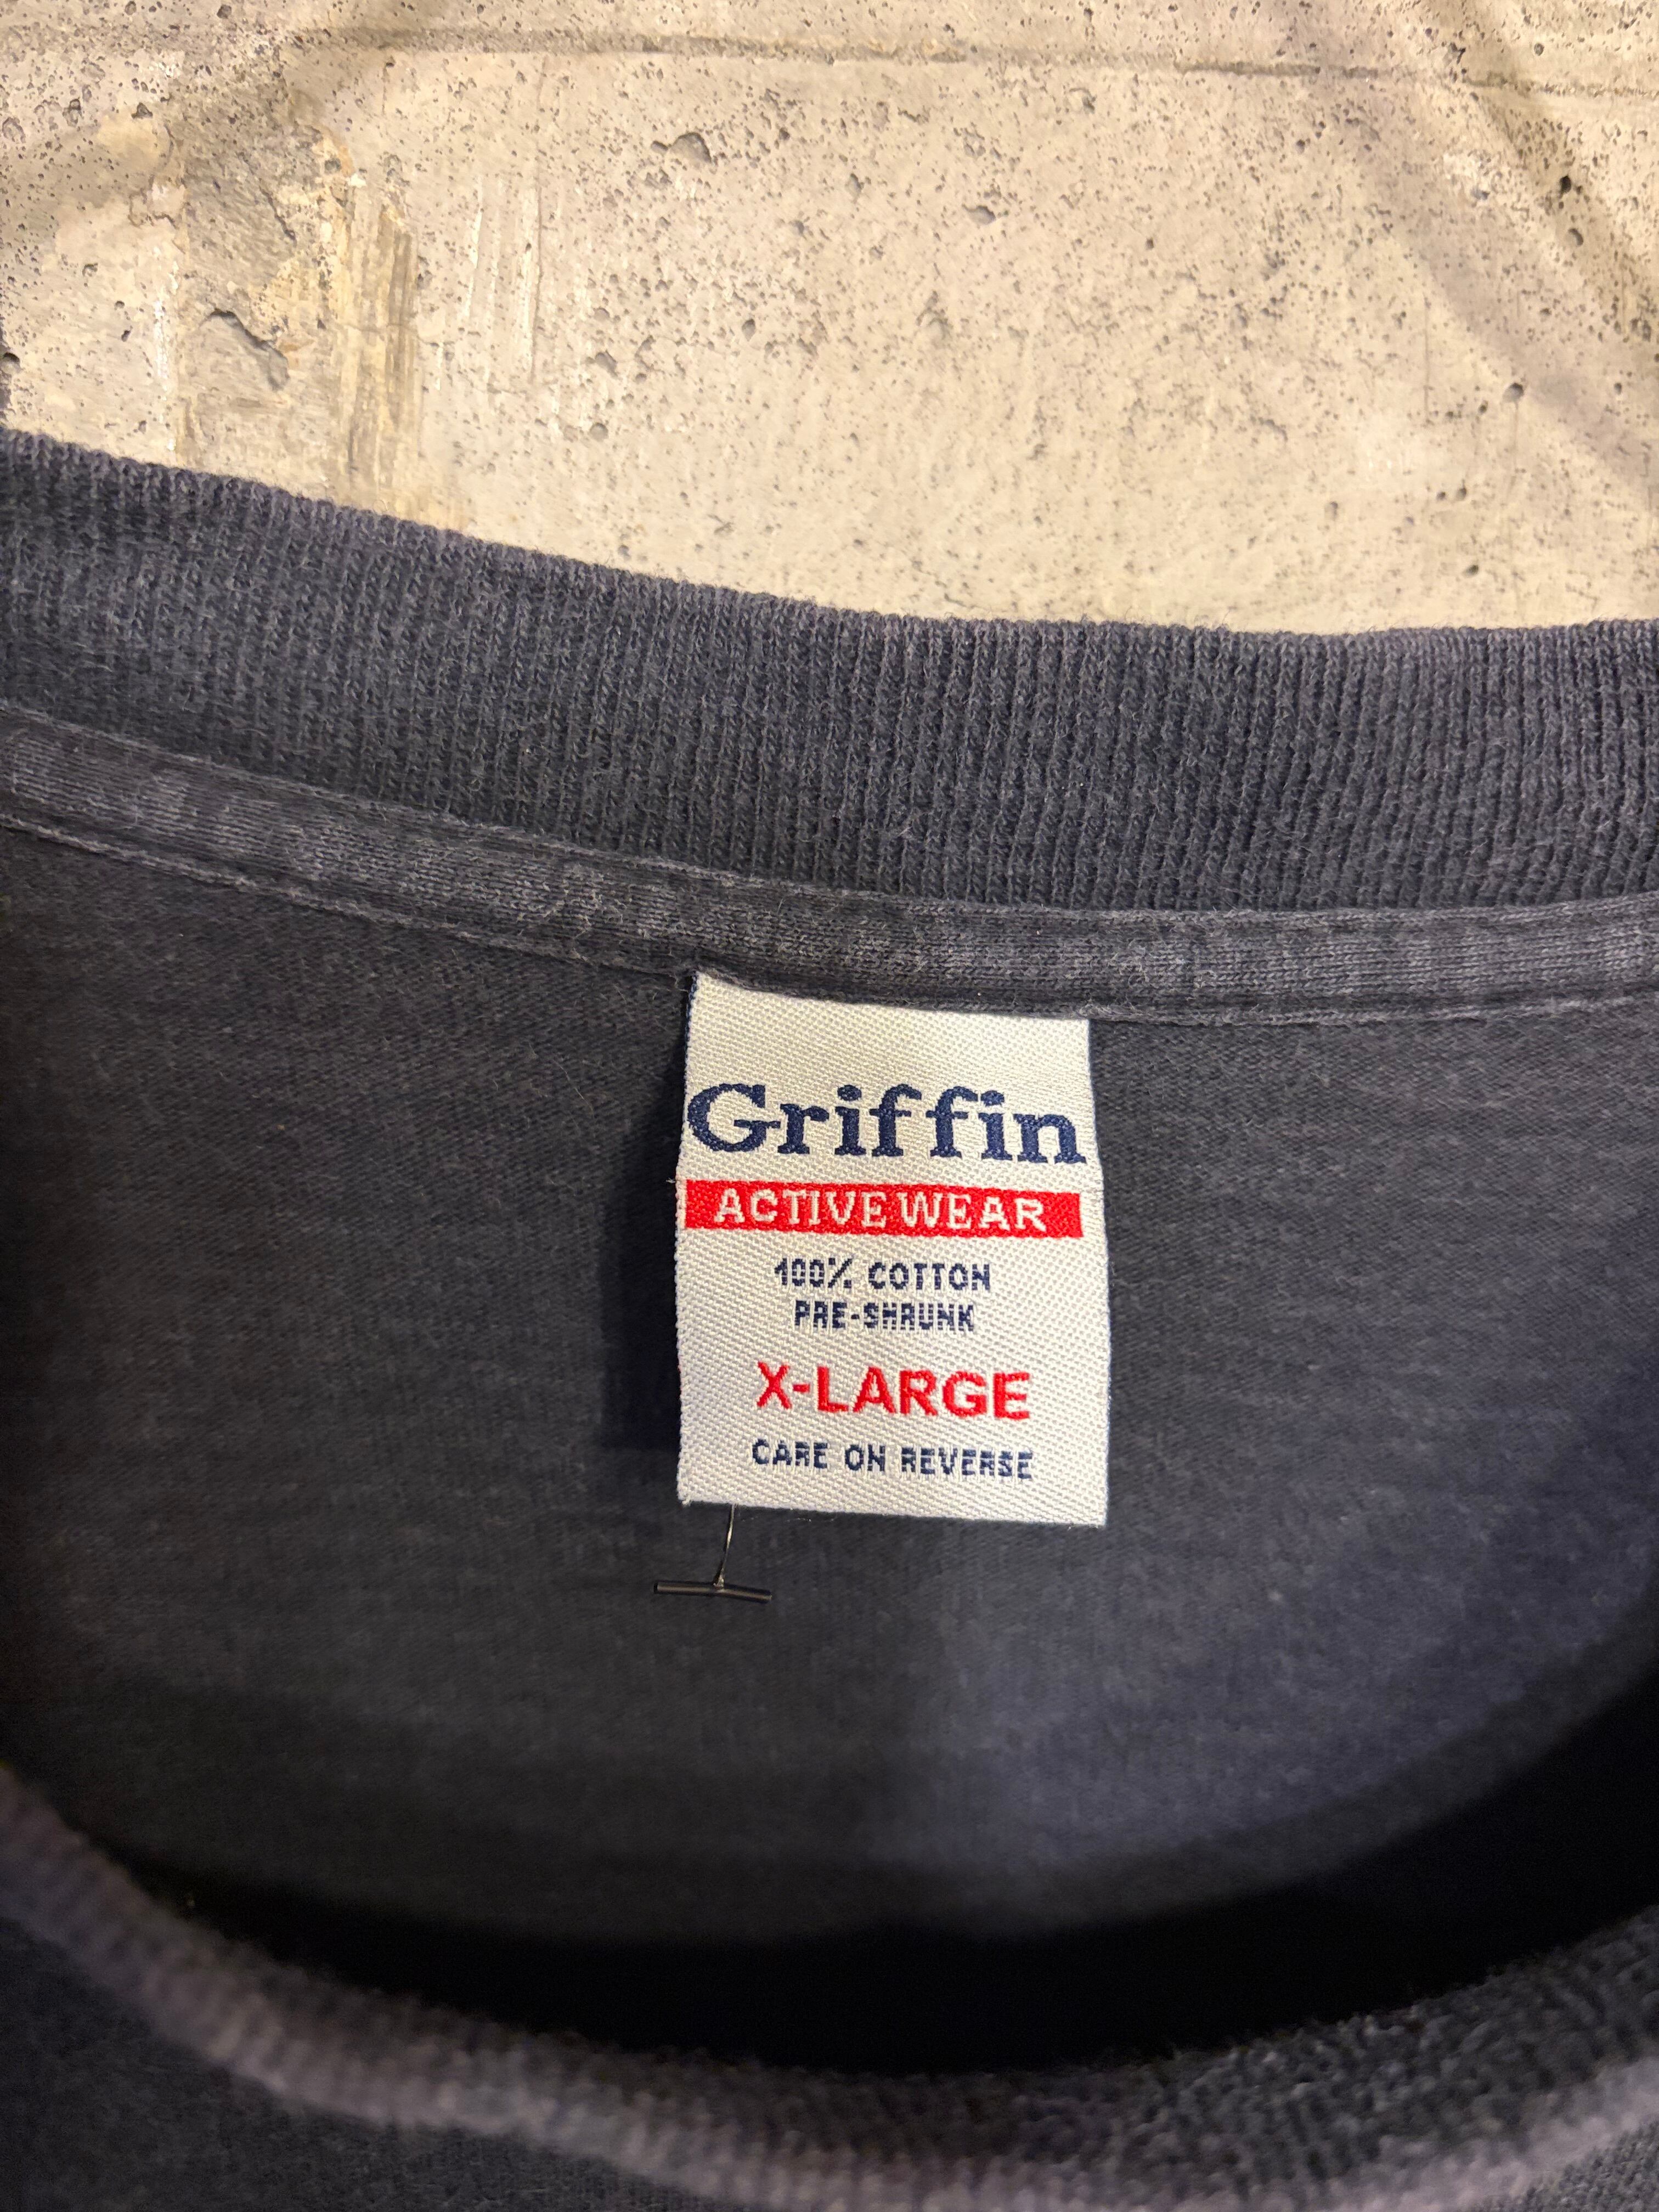 Griffin
ACTIVE WEAR
100% COTTON
PRE-SHRUNK
X-LARGE
CARE ON REVERSE